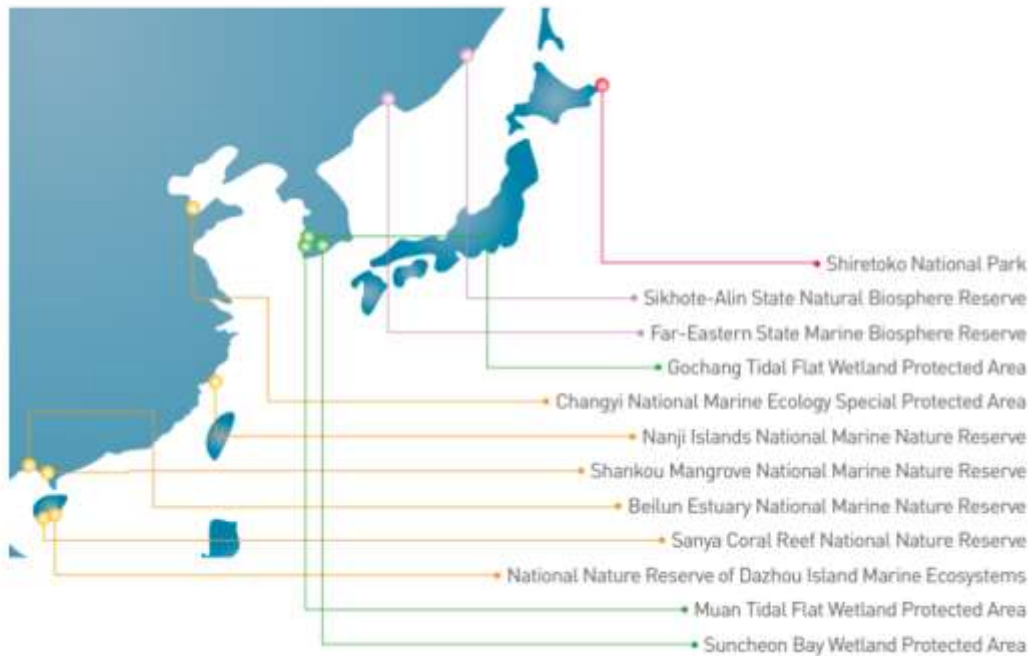 Shiretoko National Park
Sikhote-Alin State Natural Biosphere Reserve
Far-Eastern State Marine Biosphere Reserve
Gochang Tidal Flat Wetland Protected Area
Changyi National Marine Ecology Special Protected Area
Nanji Islands National Marine Nature Reserve
Shankou Mangrove National Marine Nature Reserve
Beilun Estuary National Marine Nature Reserve
Sanya Coral Reef National Nature Reserve
National Nature Reserve of Dazhou Island Marine Ecosystems
Muan Tidal Flat Wetland Protected Area
Suncheon Bay Wetland Protected Area